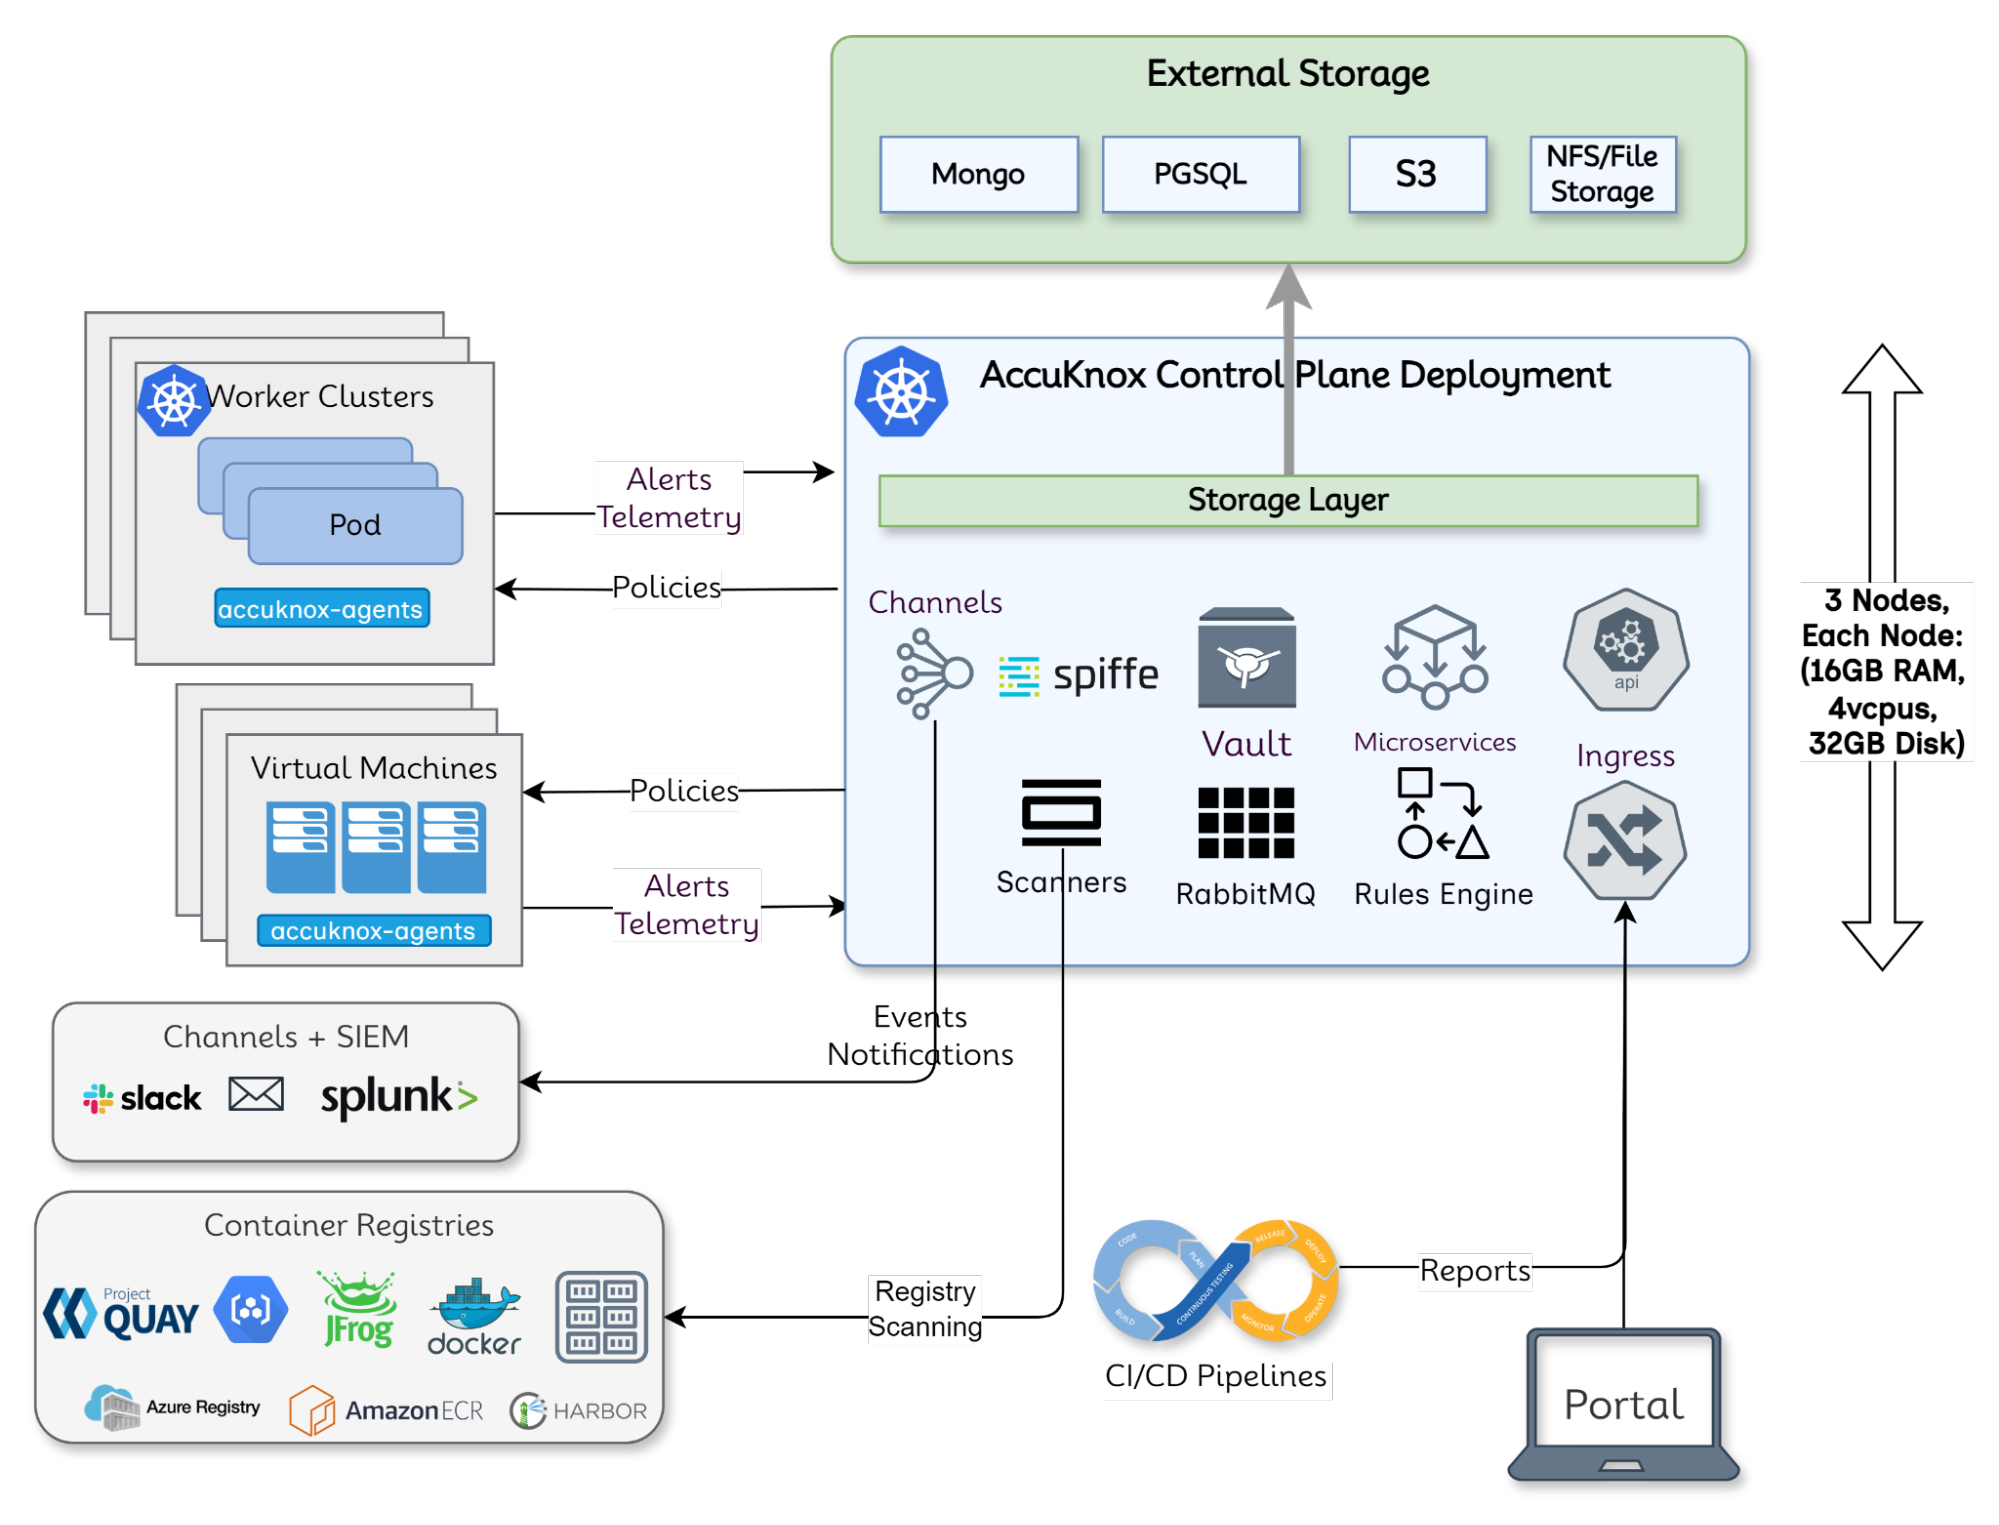 External Storage
Mongo
PGSQL
S3
NFS/File
Storage
AccuKnox Control Plane Deployment
Storage Layer
Worker Clusters
Pod
accuknox-agents
Alerts
Telemetry
Policies
Channels
spiffe
Vault
Microservices
api
Ingress
Scanners
RabbitMQ
Rules Engine
3 Nodes,
Each Node:
(16GB RAM,
4vcpus,
32GB Disk)
Virtual Machines
accuknox-agents
Policies
Alerts
Telemetry
Events
Notifications
Channels + SIEM
slack
splunk>
Container Registries
Project
QUAY
JFrog
docker
Azure Registry
Amazon ECR
HARBOR
Registry
Scanning
CODE
PLAN
BUILD
CONTINUOUS TESTING
RELEASE
DEPLOY
OPERATE
MONITOR
CI/CD Pipelines
Reports
Portal